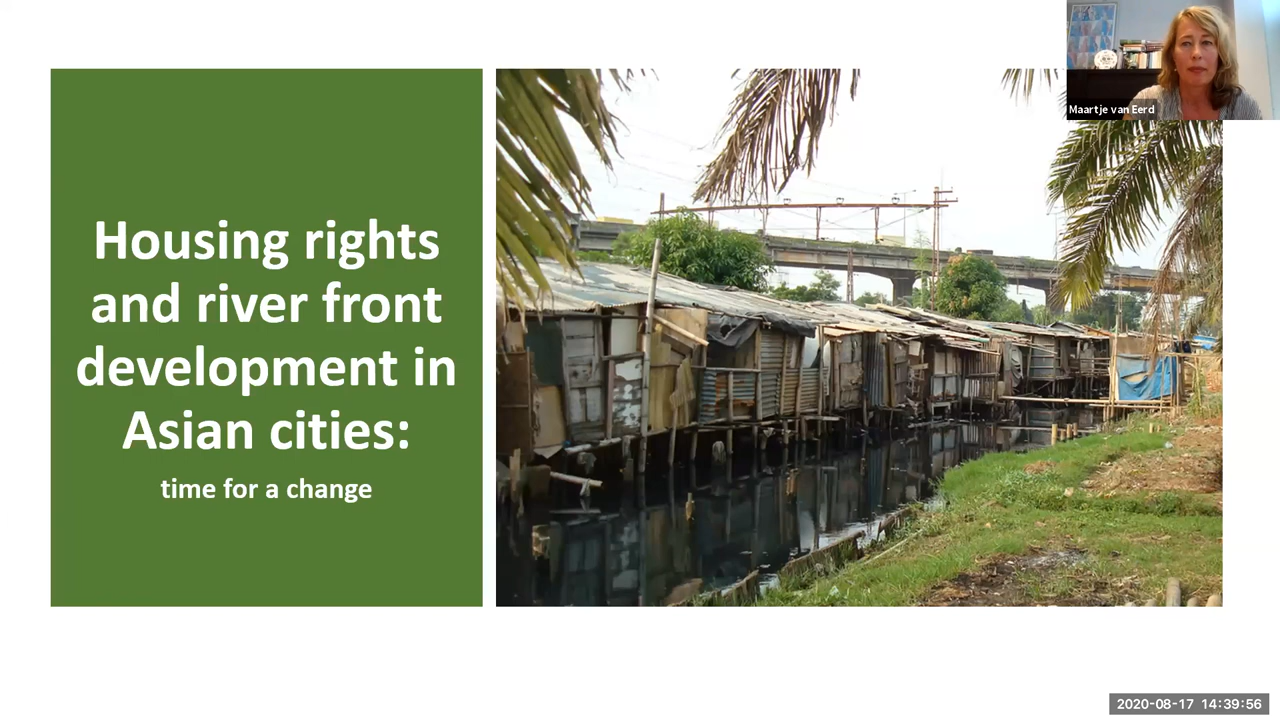 Housing rights
and river front
development in
Asian cities:
time for a change
Maartje van Eerd
2020-08-17 14:39:56